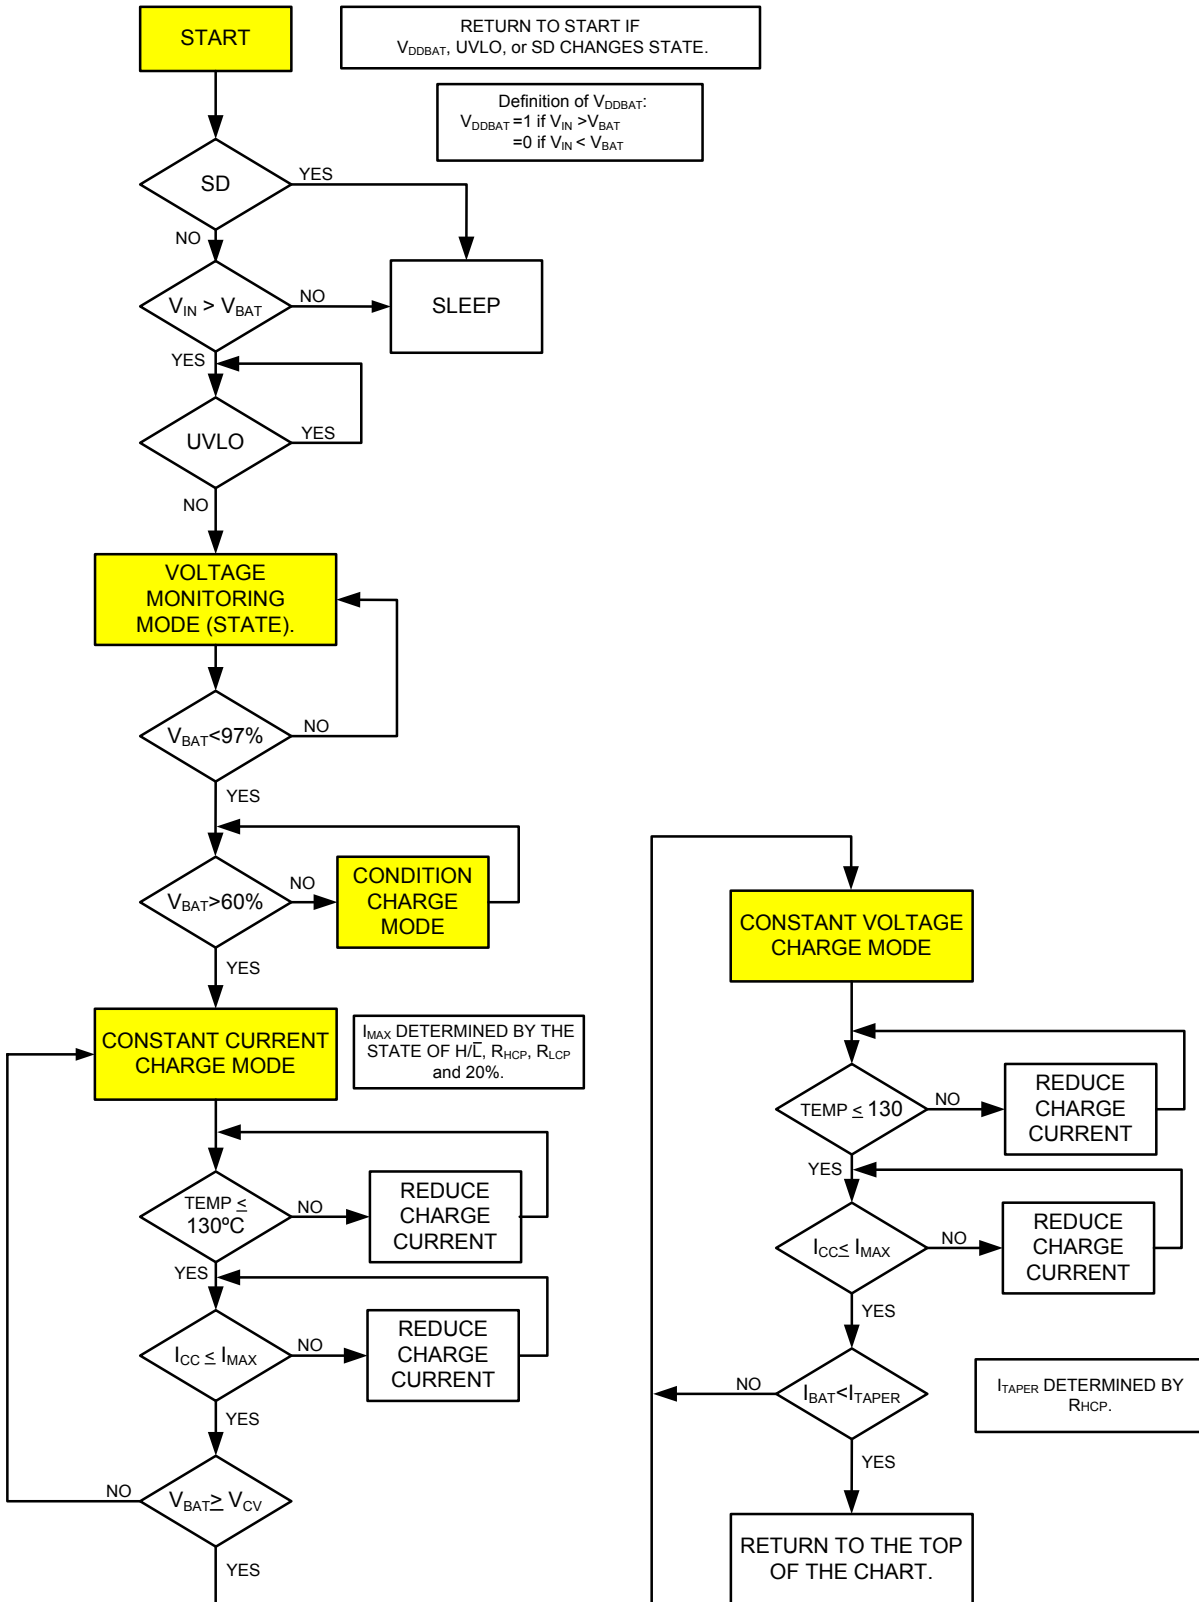 START
RETURN TO START IF
VDDBAT, UVLO, or SD CHANGES STATE.
Definition of VDDBAT:
VDDBAT =1 if VIN >VBAT
=0 if VIN < VBAT
SD
YES
NO
VIN > VBAT
NO
SLEEP
YES
UVLO
YES
NO
VOLTAGE
MONITORING
MODE (STATE).
VBAT<97%
NO
YES
VBAT>60%
NO
CONDITION
CHARGE
MODE
YES
CONSTANT CURRENT
CHARGE MODE
IMAX DETERMINED BY THE
STATE OF H/L̅, RHCP, RLCP
and 20%.
TEMP ≤
130ºC
NO
REDUCE
CHARGE
CURRENT
YES
ICC ≤ IMAX
NO
REDUCE
CHARGE
CURRENT
YES
VBAT≥ VCV
NO
YES
CONSTANT VOLTAGE
CHARGE MODE
TEMP ≤ 130
NO
REDUCE
CHARGE
CURRENT
YES
ICC≤ IMAX
NO
REDUCE
CHARGE
CURRENT
YES
IBAT<ITAPER
NO
ITAPER DETERMINED BY
RHCP.
YES
RETURN TO THE TOP
OF THE CHART.